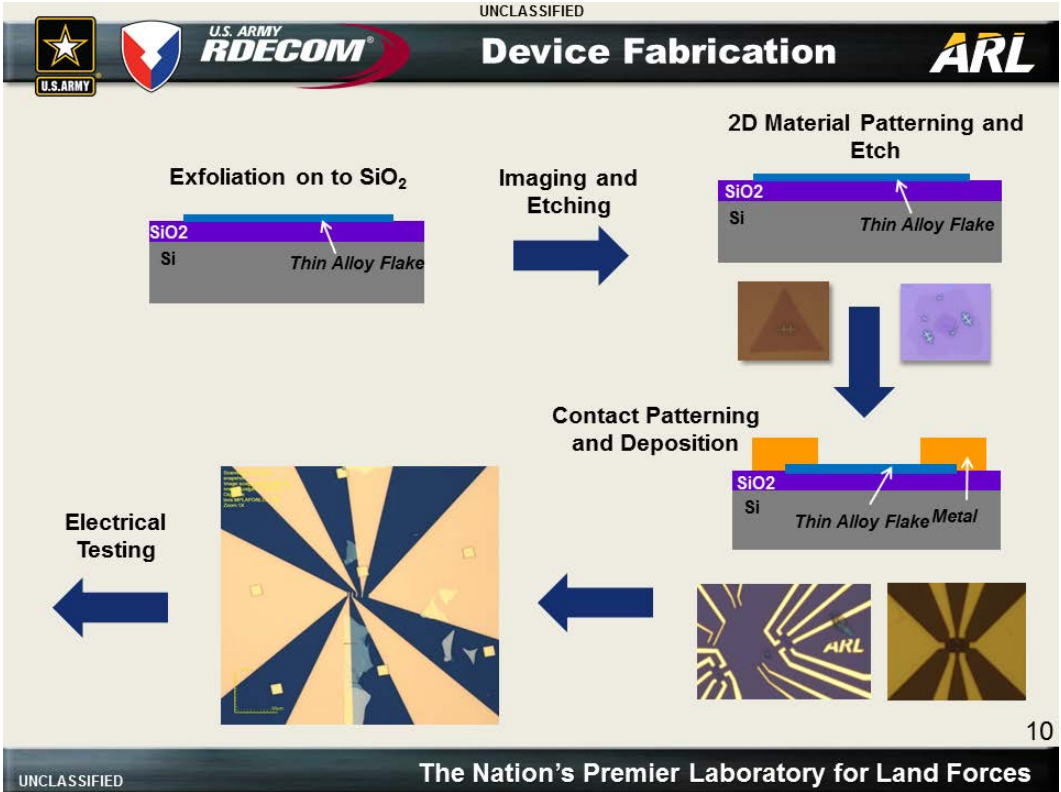 UNCLASSIFIED
U.S.ARMY
U.S. ARMY
RDECOM®
Device Fabrication
ARL
Exfoliation on to SiO₂
SiO2
Si
Thin Alloy Flake
Imaging and
Etching
2D Material Patterning and
Etch
SiO2
Si
Thin Alloy Flake
Contact Patterning
and Deposition
SiO2
Si
Thin Alloy Flake
Metal
ARL
Zoom:1X
Electrical
Testing
10
UNCLASSIFIED
The Nation's Premier Laboratory for Land Forces